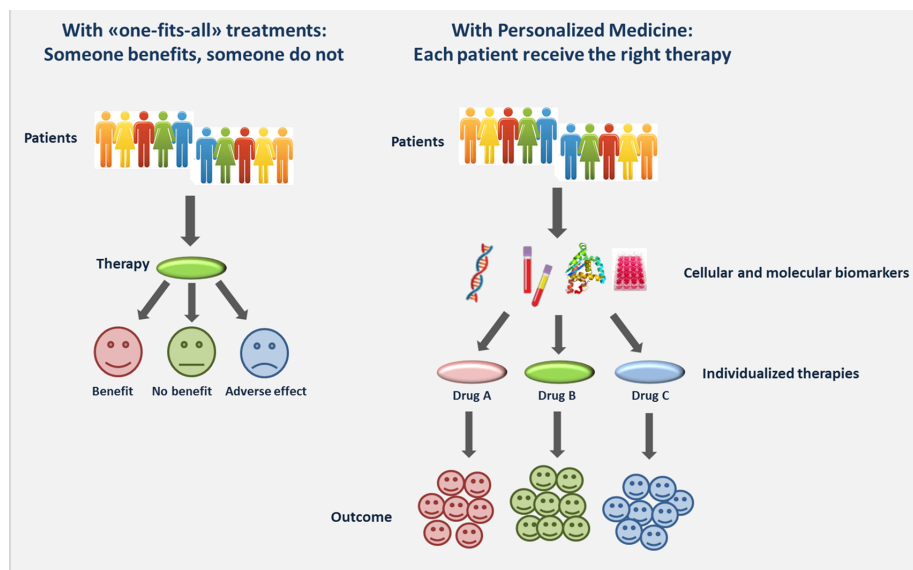 With «one-fits-all» treatments:
Someone benefits, someone do not
Patients
Therapy
Benefit
No benefit
Adverse effect
With Personalized Medicine:
Each patient receive the right therapy
Patients
Cellular and molecular biomarkers
Individualized therapies
Drug A
Drug B
Drug C
Outcome